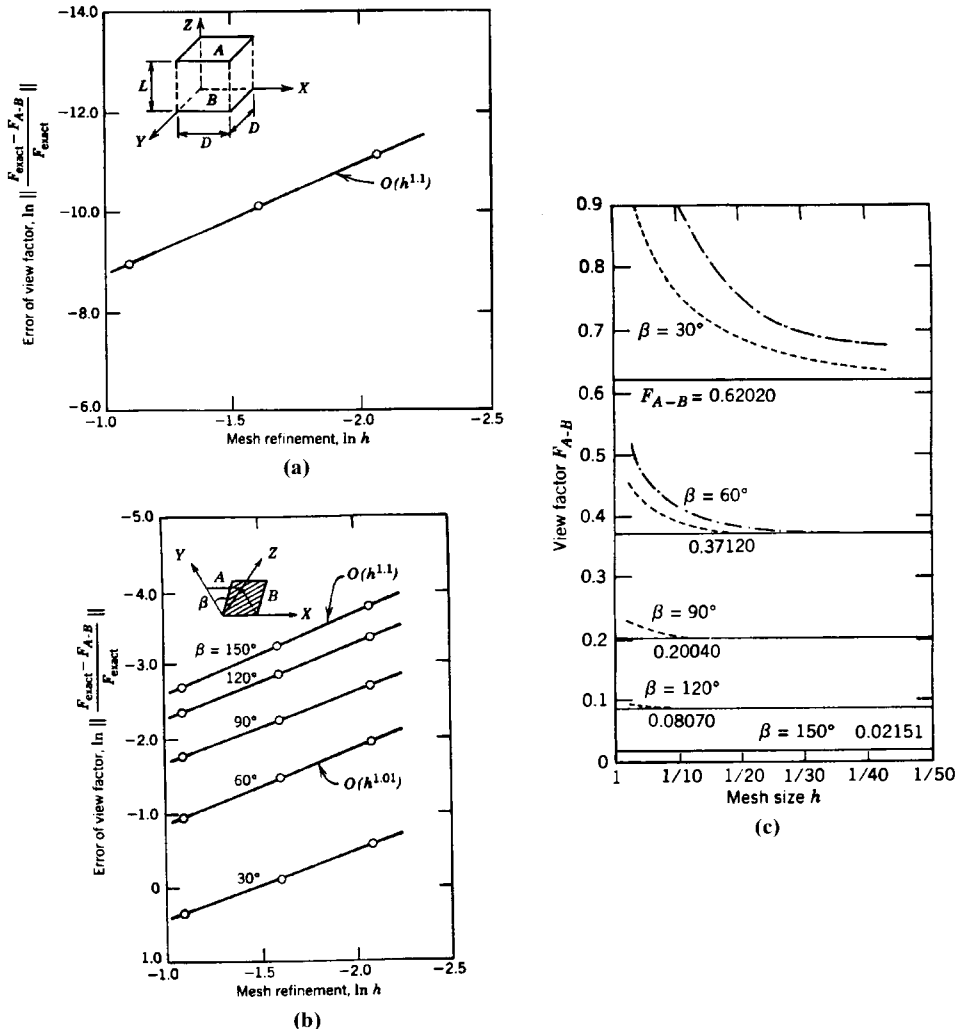 -14.0
-12.0
-10.0
-8.0
-6.0
Error of view factor, ln || F_exact − F_A-B / F_exact ||
Z
A
L
X
B
Y
D
D
O(h^1.1)
-1.0
-1.5
-2.0
-2.5
Mesh refinement, ln h
(a)
-5.0
-4.0
-3.0
-2.0
-1.0
0
1.0
Error of view factor, ln || F_exact − F_A-B / F_exact ||
Y
Z
A
β
B
X
O(h^1.1)
β = 150°
120°
90°
60°
O(h^1.01)
30°
-1.0
-1.5
-2.0
-2.5
Mesh refinement, ln h
(b)
0.9
0.8
0.7
0.6
0.5
0.4
0.3
0.2
0.1
0
View factor F_A-B
β = 30°
F_A−B = 0.62020
β = 60°
0.37120
β = 90°
0.20040
β = 120°
0.08070
β = 150° 0.02151
1
1/10
1/20
1/30
1/40
1/50
Mesh size h
(c)